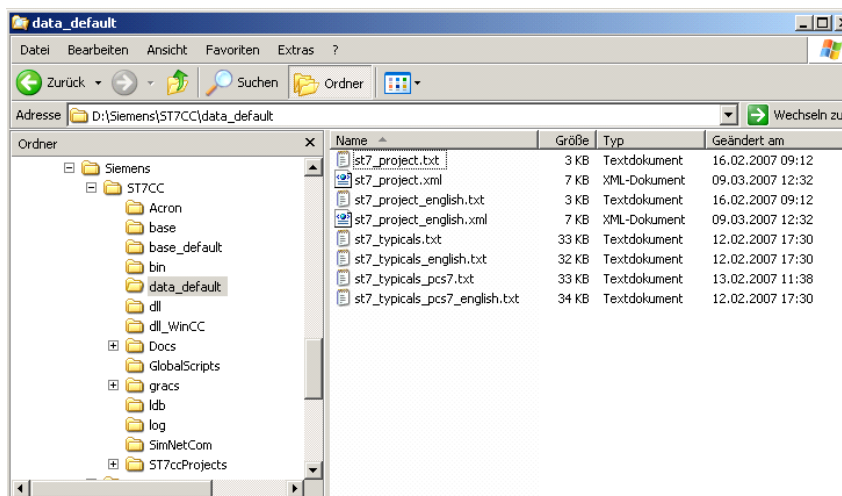 data_default
Datei Bearbeiten Ansicht Favoriten Extras ?
Zurück Suchen Ordner
Adresse D:\Siemens\ST7CC\data_default Wechseln zu
Ordner x
Name Größe Typ Geändert am
Siemens
ST7CC
Acron
base
base_default
bin
data_default
dll
dll_WinCC
Docs
GlobalScripts
gracs
ldb
log
SimNetCom
ST7ccProjects
st7_project.txt 3 KB Textdokument 16.02.2007 09:12
st7_project.xml 7 KB XML-Dokument 09.03.2007 12:32
st7_project_english.txt 3 KB Textdokument 16.02.2007 09:12
st7_project_english.xml 7 KB XML-Dokument 09.03.2007 12:32
st7_typicals.txt 33 KB Textdokument 12.02.2007 17:30
st7_typicals_english.txt 32 KB Textdokument 12.02.2007 17:30
st7_typicals_pcs7.txt 33 KB Textdokument 13.02.2007 11:38
st7_typicals_pcs7_english.txt 34 KB Textdokument 12.02.2007 17:30